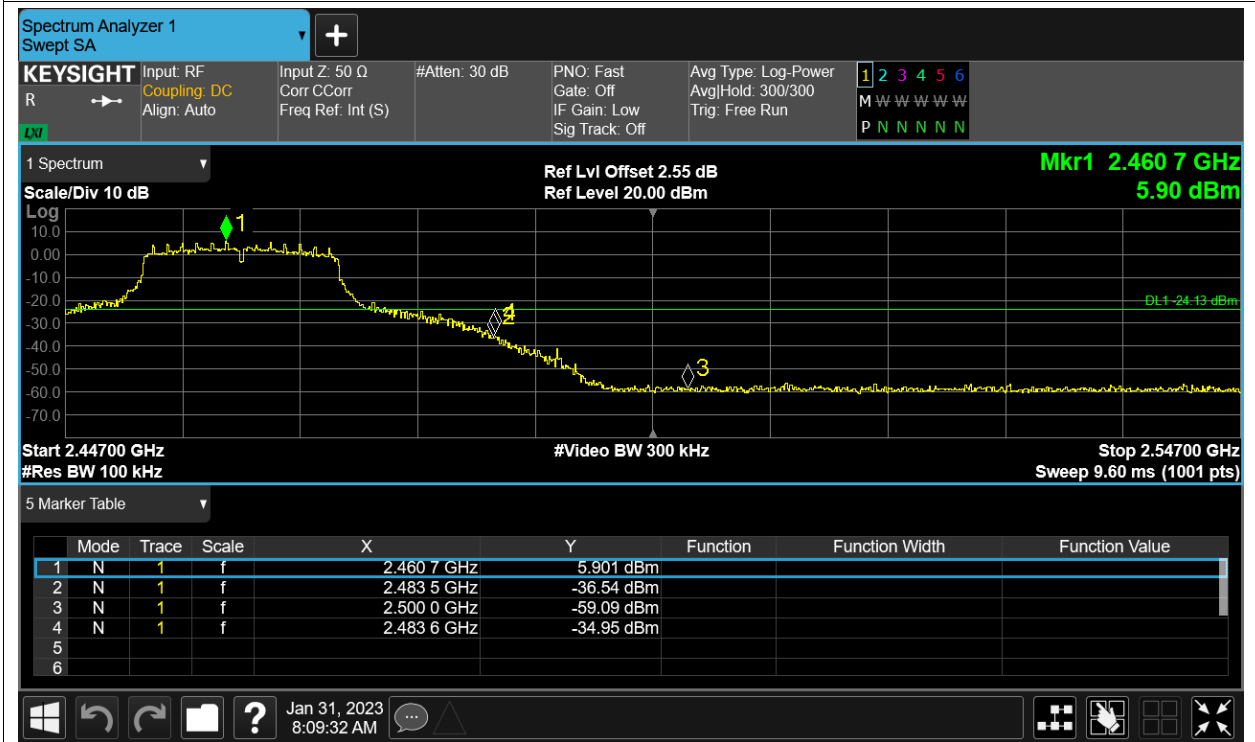 Spectrum Analyzer 1
Swept SA
KEYSIGHT Input: RF Input Z: 50 Ω #Atten: 30 dB PNO: Fast Avg Type: Log-Power 1 2 3 4 5 6
R Coupling: DC Corr CCorr Gate: Off Avg|Hold: 300/300 M W W W W W
Align: Auto Freq Ref: Int (S) IF Gain: Low Trig: Free Run
LXI Sig Track: Off P N N N N N
1 Spectrum Ref Lvl Offset 2.55 dB Mkr1 2.460 7 GHz
Scale/Div 10 dB Ref Level 20.00 dBm 5.90 dBm
Log
1
10.0
0.00
-10.0
-20.0
DL1 -24.13 dBm
-30.0
-40.0
-50.0
3
-60.0
-70.0
Start 2.44700 GHz #Video BW 300 kHz Stop 2.54700 GHz
#Res BW 100 kHz Sweep 9.60 ms (1001 pts)
5 Marker Table
Mode Trace Scale X Y Function Function Width Function Value
1 N 1 f 2.460 7 GHz 5.901 dBm
2 N 1 f 2.483 5 GHz -36.54 dBm
3 N 1 f 2.500 0 GHz -59.09 dBm
4 N 1 f 2.483 6 GHz -34.95 dBm
5
6
? Jan 31, 2023
8:09:32 AM